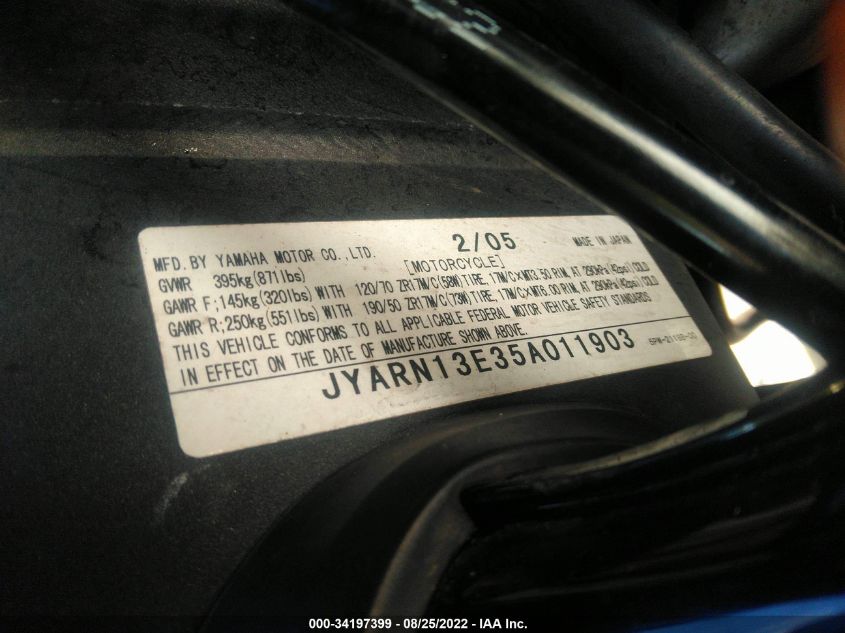 MFD. BY YAMAHA MOTOR CO.,LTD. 2/05 MADE IN JAPAN
GVWR 395kg(871lbs) [MOTORCYCLE]
GAWR F;145kg(320lbs) WITH 120/70 ZR17M/C(58W)TIRE, 17M/C×MT3.50 RIM, AT 290kPa(42psi) COLD
GAWR R;250kg(551lbs) WITH 190/50 ZR17M/C(73W)TIRE, 17M/C×MT6.00 RIM, AT 290kPa(42psi) COLD
THIS VEHICLE CONFORMS TO ALL APPLICABLE FEDERAL MOTOR VEHICLE SAFETY STANDARDS
IN EFFECT ON THE DATE OF MANUFACTURE SHOWN ABOVE.
JYARN13E35A011903
000-34197399 - 08/25/2022 - IAA Inc.